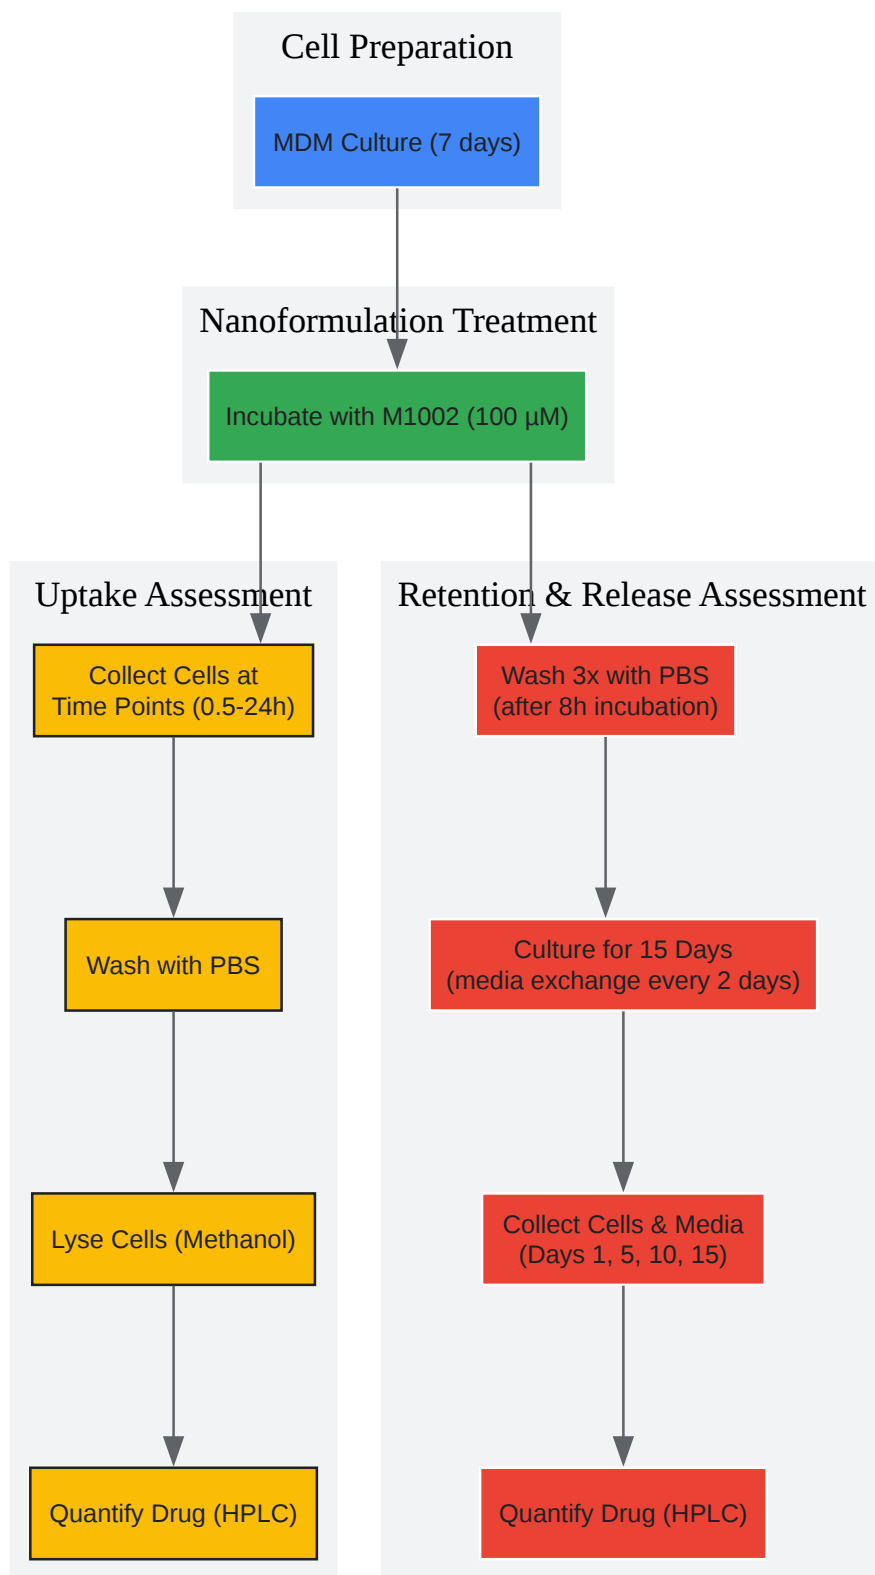 Cell Preparation
MDM Culture (7 days)
Nanoformulation Treatment
Incubate with M1002 (100 µM)
Uptake Assessment
Collect Cells at
Time Points (0.5-24h)
Wash with PBS
Lyse Cells (Methanol)
Quantify Drug (HPLC)
Retention & Release Assessment
Wash 3x with PBS
(after 8h incubation)
Culture for 15 Days
(media exchange every 2 days)
Collect Cells & Media
(Days 1, 5, 10, 15)
Quantify Drug (HPLC)